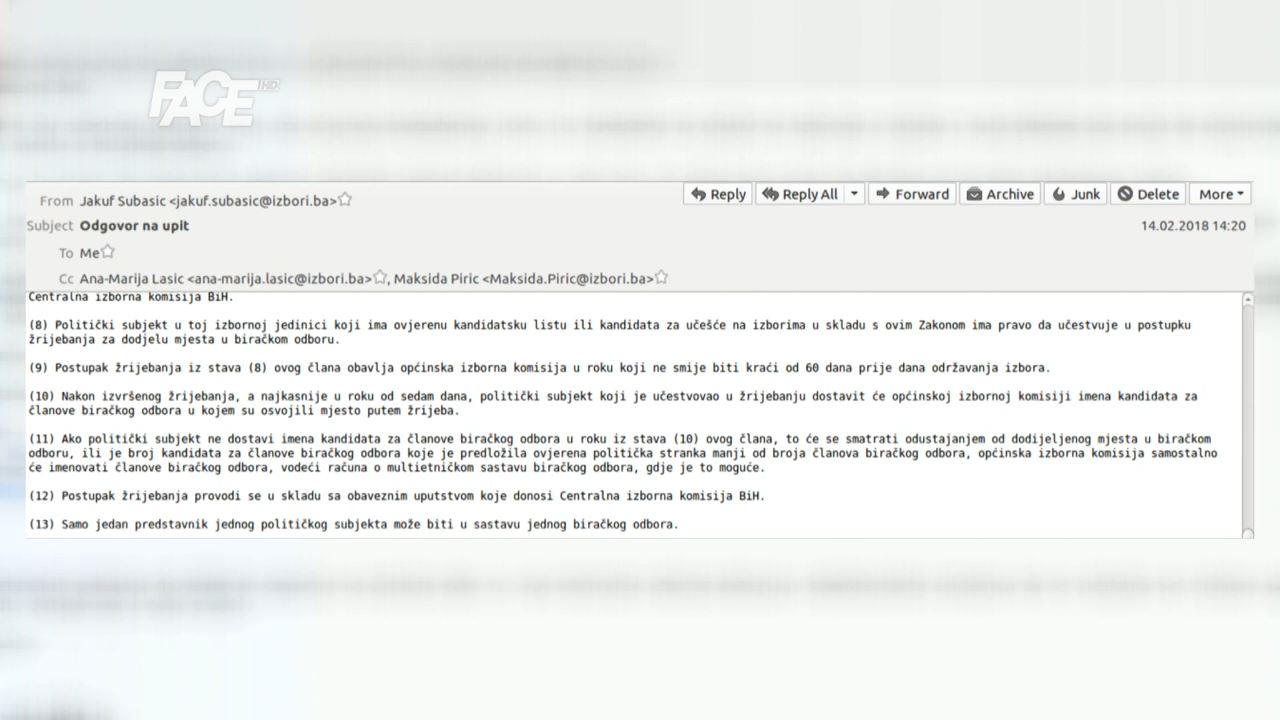 FACE HD
From Jakuf Subasic <jakuf.subasic@izbori.ba>
Reply Reply All Forward Archive Junk Delete More
Subject Odgovor na upit
14.02.2018 14:20
To Me
Cc Ana-Marija Lasic <ana-marija.lasic@izbori.ba>, Maksida Piric <Maksida.Piric@izbori.ba>
Centralna izborna komisija BiH.
(8) Politički subjekt u toj izbornoj jedinici koji ima ovjerenu kandidatsku listu ili kandidata za učešće na izborima u skladu s ovim Zakonom ima pravo da učestvuje u postupku
žrijebanja za dodjelu mjesta u biračkom odboru.
(9) Postupak žrijebanja iz stava (8) ovog člana obavlja općinska izborna komisija u roku koji ne smije biti kraći od 60 dana prije dana održavanja izbora.
(10) Nakon izvršenog žrijebanja, a najkasnije u roku od sedam dana, politički subjekt koji je učestvovao u žrijebanju dostavit će općinskoj izbornoj komisiji imena kandidata za
članove biračkog odbora u kojem su osvojili mjesto putem žrijeba.
(11) Ako politički subjekt ne dostavi imena kandidata za članove biračkog odbora u roku iz stava (10) ovog člana, to će se smatrati odustajanjem od dodijeljenog mjesta u biračkom
odboru, ili je broj kandidata za članove biračkog odbora koje je predložila ovjerena politička stranka manji od broja članova biračkog odbora, općinska izborna komisija samostalno
će imenovati članove biračkog odbora, vodeći računa o multietničkom sastavu biračkog odbora, gdje je to moguće.
(12) Postupak žrijebanja provodi se u skladu sa obaveznim uputstvom koje donosi Centralna izborna komisija BiH.
(13) Samo jedan predstavnik jednog političkog subjekta može biti u sastavu jednog biračkog odbora.